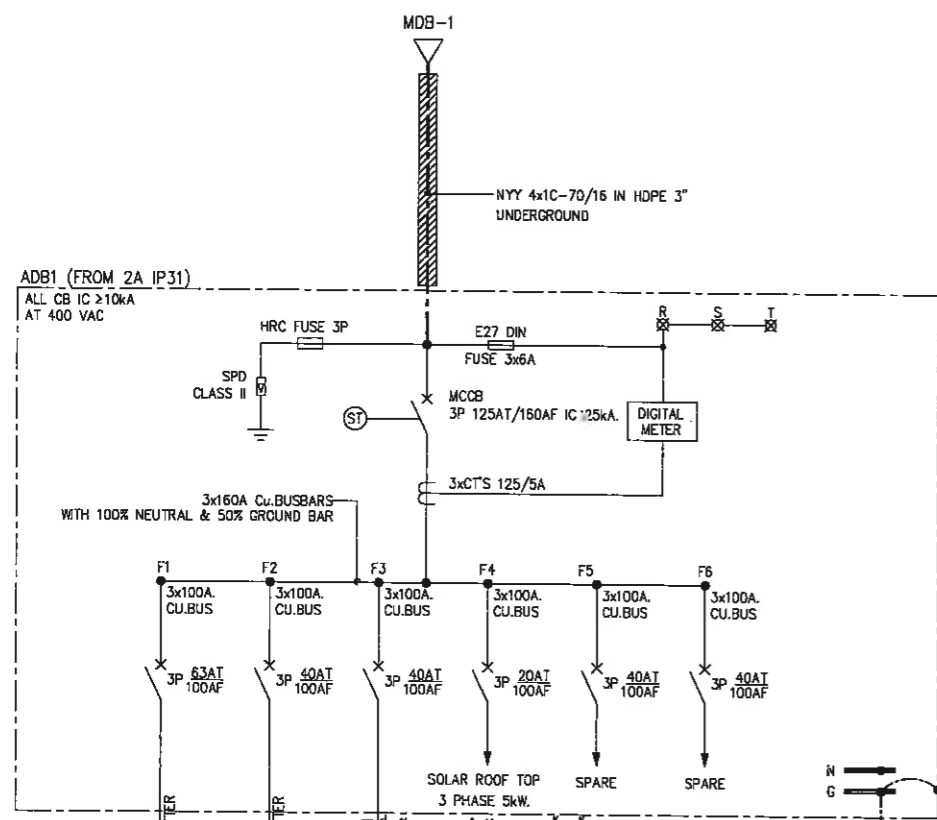 MDB-1
NYY 4x1C-70/16 IN HDPE 3"
UNDERGROUND
ADB1 (FROM 2A IP31)
ALL CB IC ≥10kA
AT 400 VAC
R S T
HRC FUSE 3P
E27 DIN
FUSE 3x6A
SPD
CLASS II
ST
MCCB
3P 125AT/160AF IC 25kA.
DIGITAL
METER
3xCT'S 125/5A
3x160A Cu.BUSBARS
WITH 100% NEUTRAL & 50% GROUND BAR
F1 F2 F3 F4 F5 F6
3x100A. 3x100A. 3x100A. 3x100A. 3x100A. 3x100A.
CU.BUS CU.BUS CU.BUS CU.BUS CU.BUS CU.BUS
3P 63AT 3P 40AT 3P 40AT 3P 20AT 3P 40AT 3P 40AT
100AF 100AF 100AF 100AF 100AF 100AF
SOLAR ROOF TOP SPARE SPARE
3 PHASE 5kW.
N
G